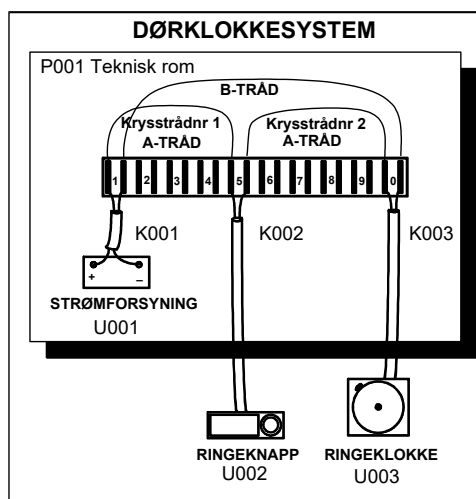 DØRKLOKKESYSTEM
P001 Teknisk rom
B-TRÅD
Krysstrådnr 1
A-TRÅD
Krysstrådnr 2
A-TRÅD
1 2 3 4 5 6 7 8 9 0
K001
K002
K003
+ –
STRØMFORSYNING
U001
RINGEKNAPP
U002
RINGEKLOKKE
U003